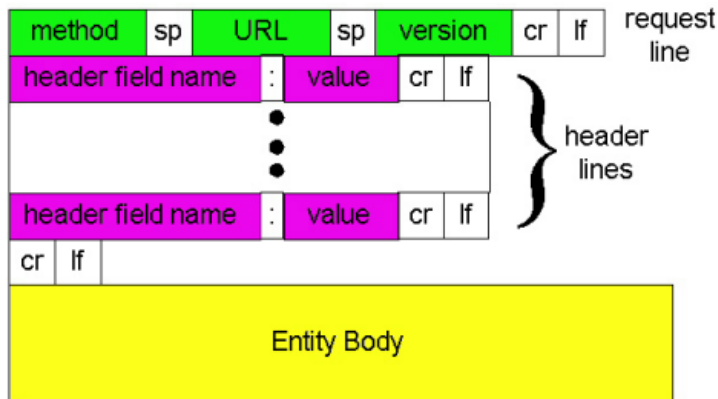 method sp URL sp version cr lf request line
header field name : value cr lf
header lines
header field name : value cr lf
cr lf
Entity Body